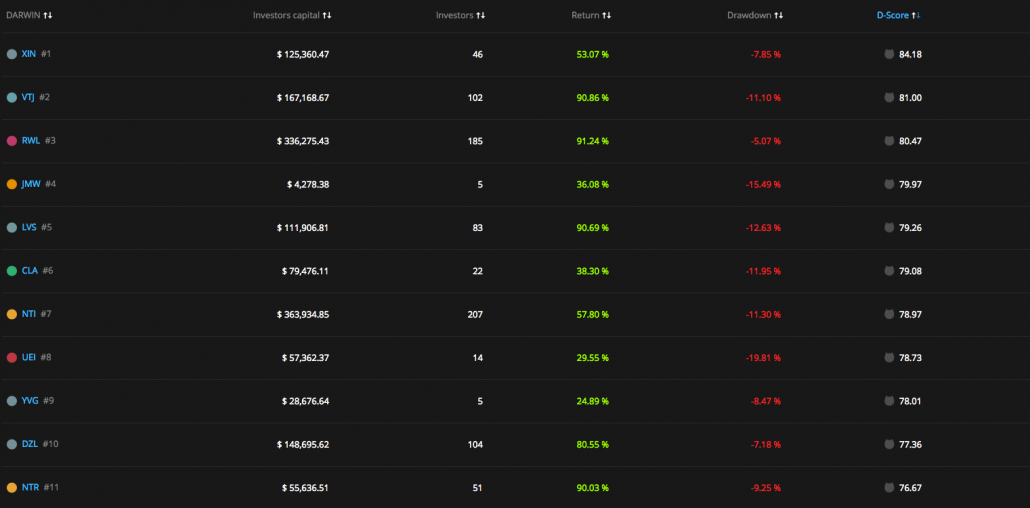 DARWIN ↑↓ Investors capital ↑↓ Investors ↑↓ Return ↑↓ Drawdown ↑↓ D-Score ↑↓
XIN #1 $ 125,360.47 46 53.07 % -7.85 % 84.18
VTJ #2 $ 167,168.67 102 90.86 % -11.10 % 81.00
RWL #3 $ 336,275.43 185 91.24 % -5.07 % 80.47
JMW #4 $ 4,278.38 5 36.08 % -15.49 % 79.97
LVS #5 $ 111,906.81 83 90.69 % -12.63 % 79.26
CLA #6 $ 79,476.11 22 38.30 % -11.95 % 79.08
NTI #7 $ 363,934.85 207 57.80 % -11.30 % 78.97
UEI #8 $ 57,362.37 14 29.55 % -19.81 % 78.73
YVG #9 $ 28,676.64 5 24.89 % -8.47 % 78.01
DZL #10 $ 148,695.62 104 80.55 % -7.18 % 77.36
NTR #11 $ 55,636.51 51 90.03 % -9.25 % 76.67